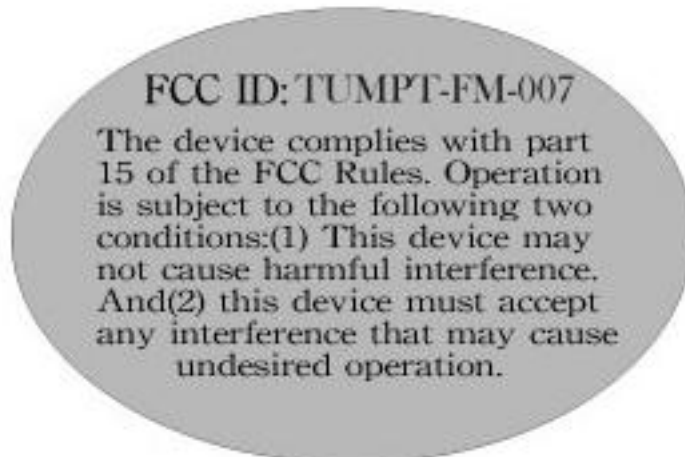 FCC ID: TUMPT-FM-007
The device complies with part
15 of the FCC Rules. Operation
is subject to the following two
conditions:(1) This device may
not cause harmful interference.
And(2) this device must accept
any interference that may cause
undesired operation.